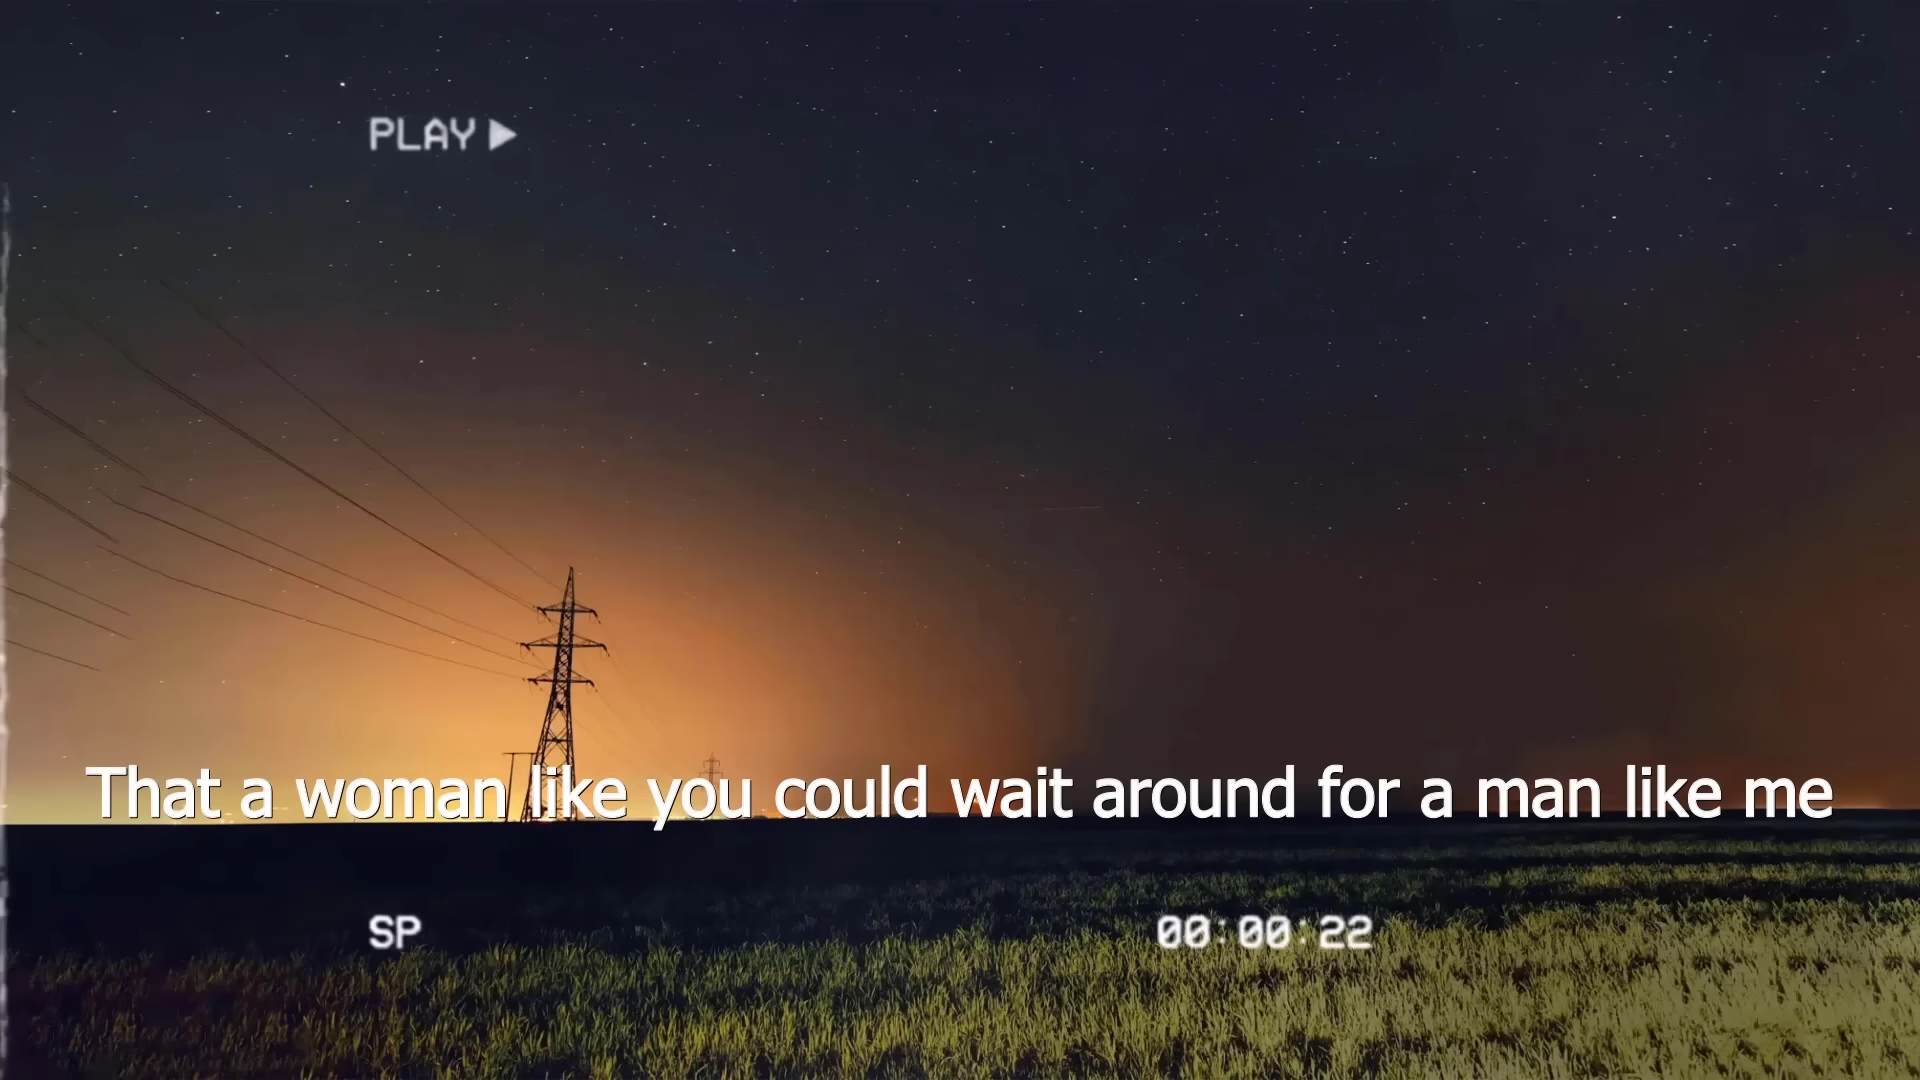 PLAY
That a woman like you could wait around for a man like me
SP 00:00:22